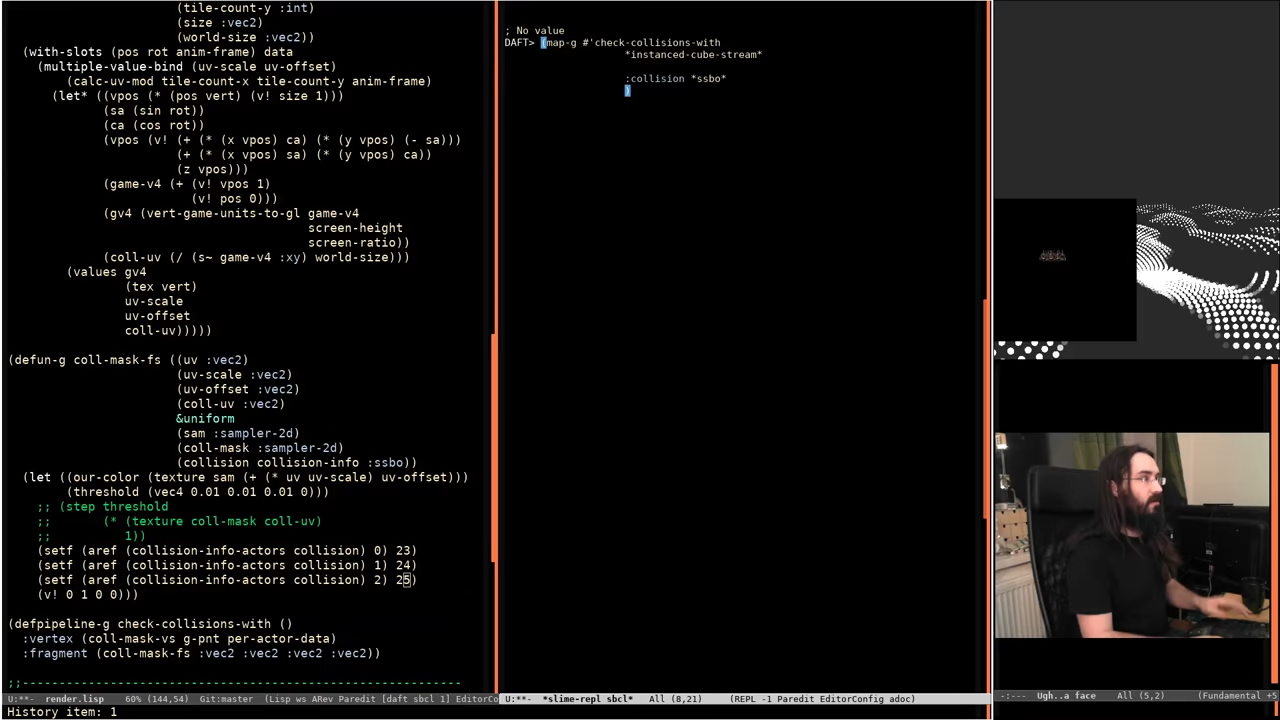 (tile-count-y :int)
(size :vec2)
(world-size :vec2))
(with-slots (pos rot anim-frame) data
(multiple-value-bind (uv-scale uv-offset)
(calc-uv-mod tile-count-x tile-count-y anim-frame)
(let* ((vpos (* (pos vert) (v! size 1)))
(sa (sin rot))
(ca (cos rot))
(vpos (v! (+ (* (x vpos) ca) (* (y vpos) (- sa)))
(+ (* (x vpos) sa) (* (y vpos) ca))
(z vpos)))
(game-v4 (+ (v! vpos 1)
(v! pos 0)))
(gv4 (vert-game-units-to-gl game-v4
screen-height
screen-ratio))
(coll-uv (/ (s~ game-v4 :xy) world-size)))
(values gv4
(tex vert)
uv-scale
uv-offset
coll-uv)))))
(defun-g coll-mask-fs ((uv :vec2)
(uv-scale :vec2)
(uv-offset :vec2)
(coll-uv :vec2)
&uniform
(sam :sampler-2d)
(coll-mask :sampler-2d)
(collision collision-info :ssbo))
(let ((our-color (texture sam (+ (* uv uv-scale) uv-offset)))
(threshold (vec4 0.01 0.01 0.01 0)))
;; (step threshold
;; (* (texture coll-mask coll-uv)
;; 1))
(setf (aref (collision-info-actors collision) 0) 23)
(setf (aref (collision-info-actors collision) 1) 24)
(setf (aref (collision-info-actors collision) 2) 25)
(v! 0 1 0 0)))
(defpipeline-g check-collisions-with ()
:vertex (coll-mask-vs g-pnt per-actor-data)
:fragment (coll-mask-fs :vec2 :vec2 :vec2 :vec2))
;;--------------------------------------------------------------
U:**- render.lisp 60% (144,54) Git:master (Lisp ws ARev Paredit [daft sbcl 1] EditorCo
History item: 1
; No value
DAFT> (map-g #'check-collisions-with
*instanced-cube-stream*
:collision *ssbo*
)
U:**- *slime-repl sbcl* All (8,21) (REPL -1 Paredit EditorConfig adoc)
-:--- Ugh..a face All (5,2) (Fundamental +5